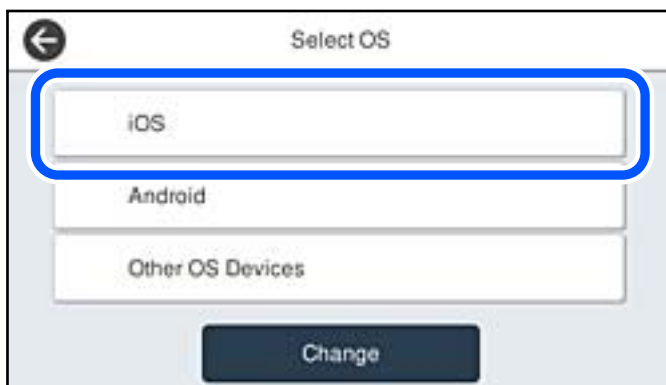 Select OS
iOS
Android
Other OS Devices
Change